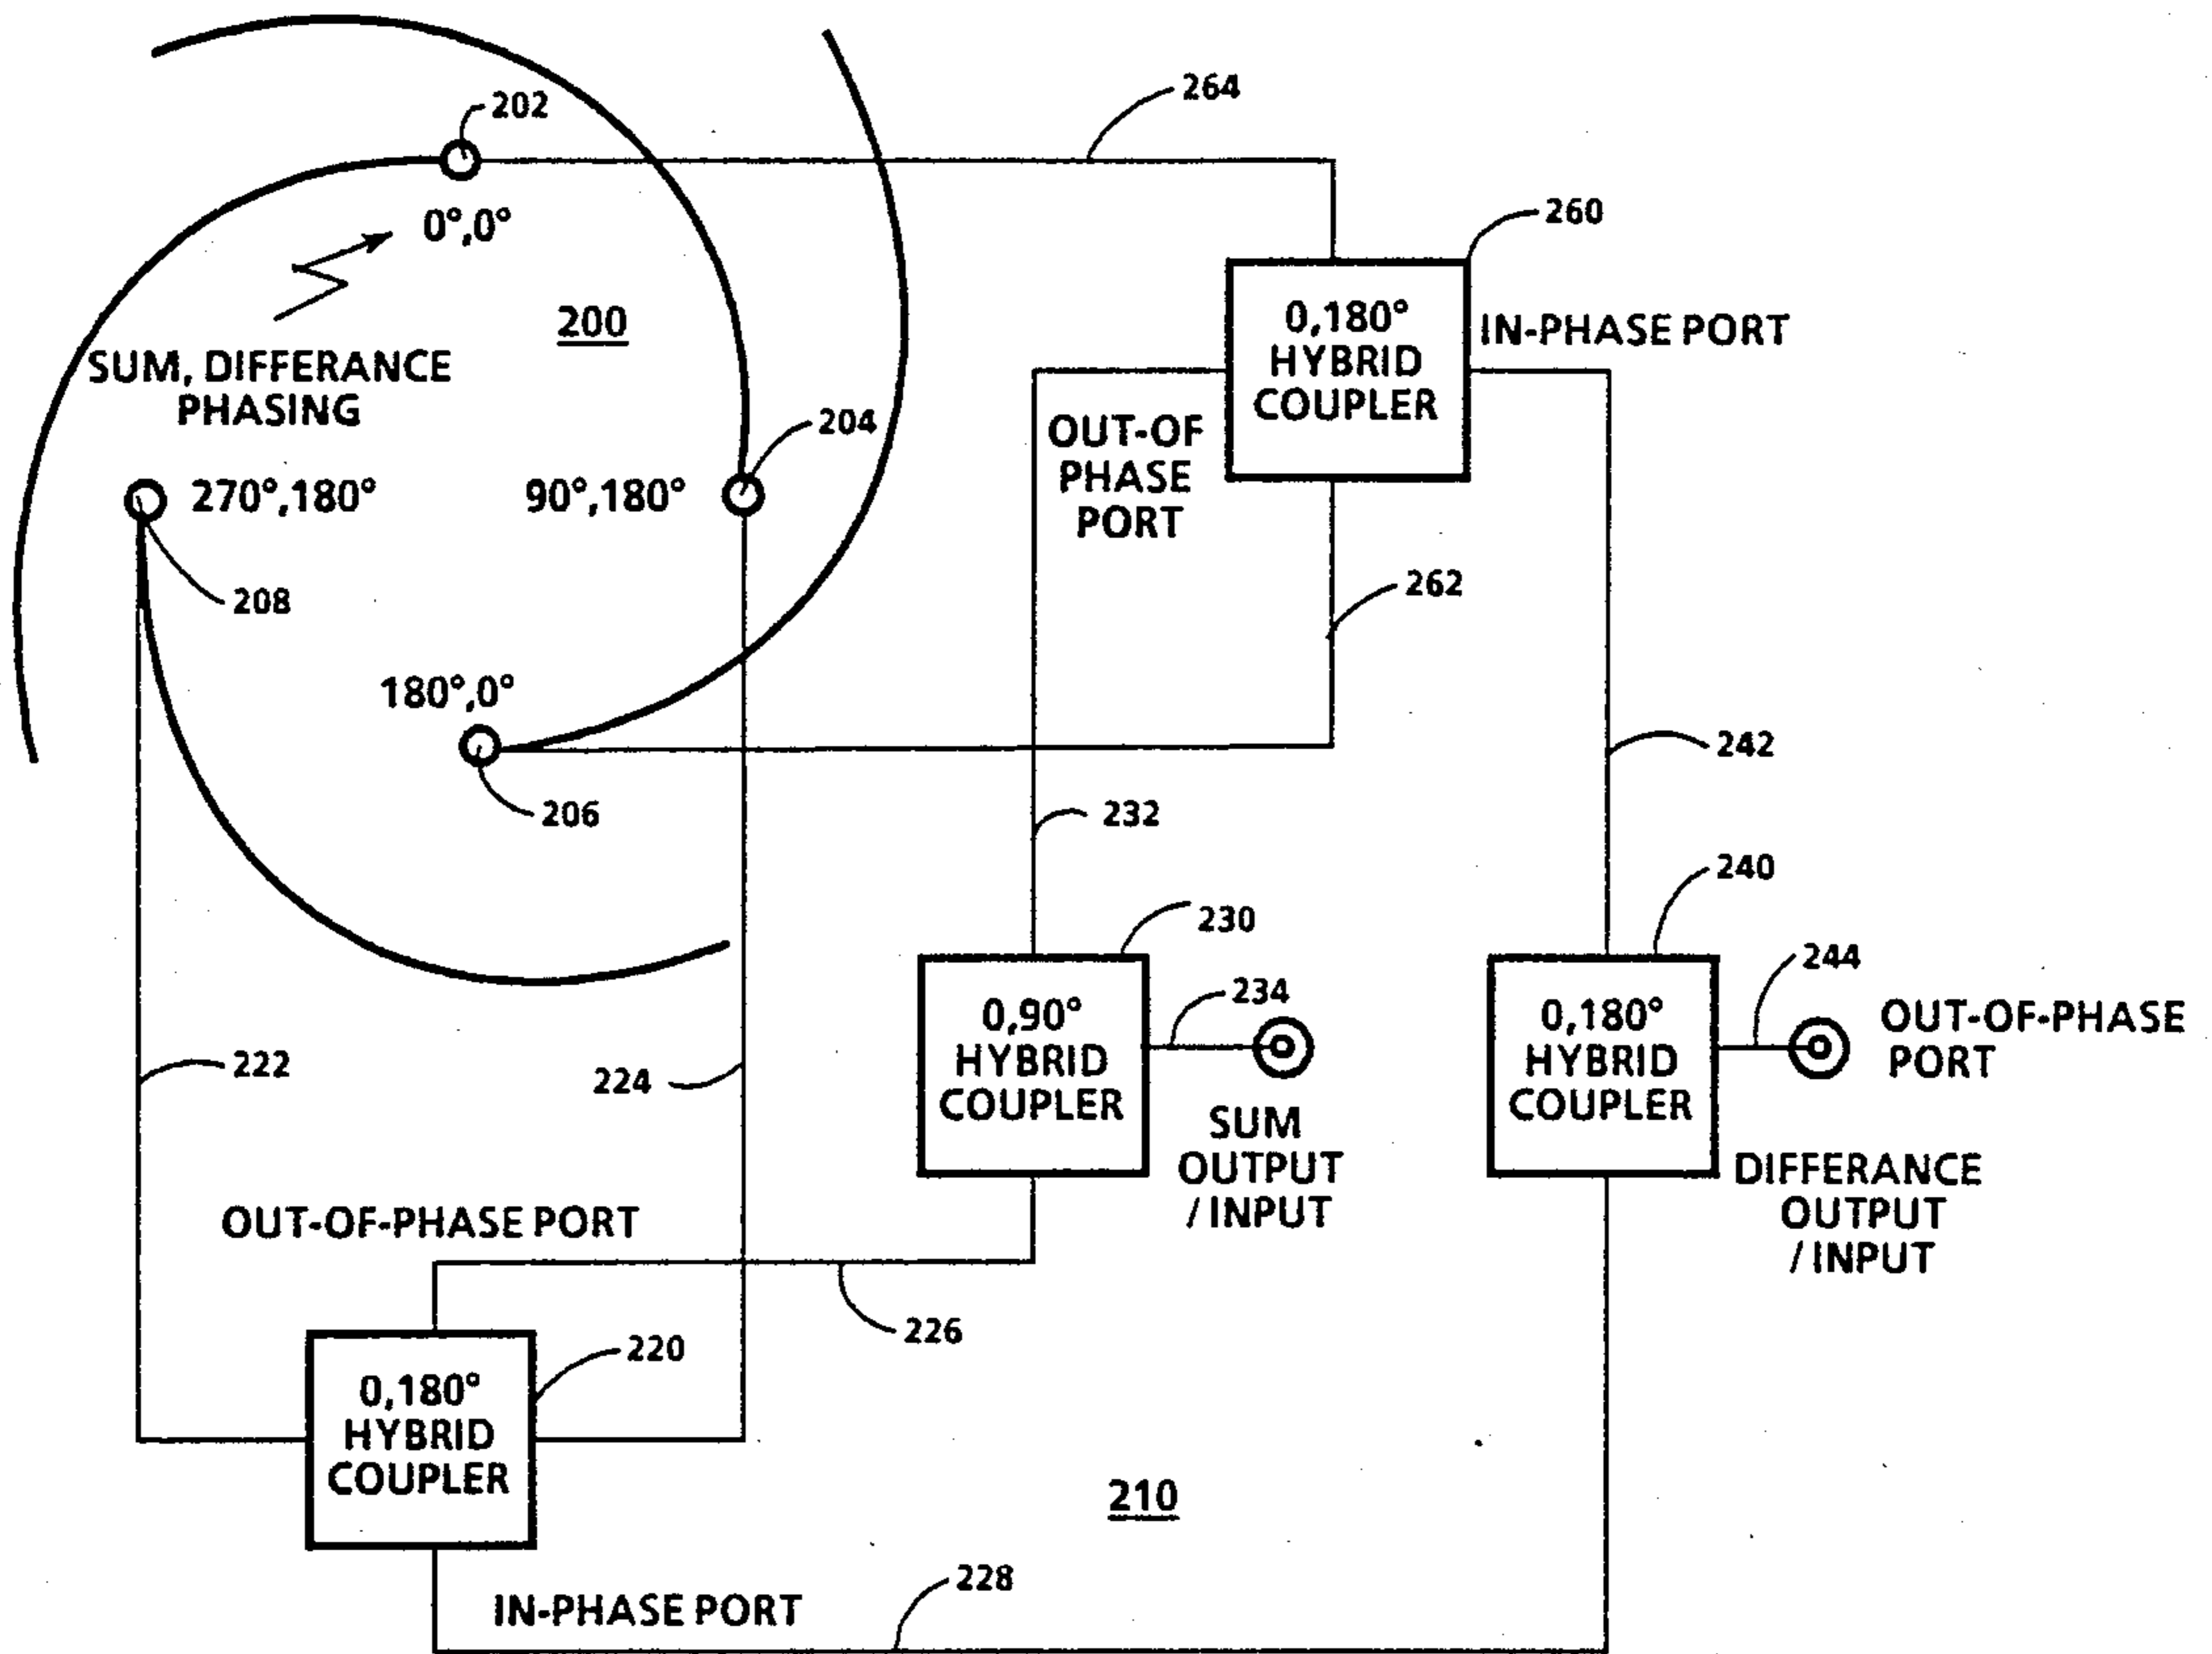 202
264
0°,0°
260
200
0,180°
HYBRID
COUPLER
IN-PHASE PORT
SUM, DIFFERANCE
PHASING
204
OUT-OF
PHASE
PORT
270°,180°
90°,180°
208
262
180°,0°
206
232
242
240
230
234
244
0,90°
HYBRID
COUPLER
0,180°
HYBRID
COUPLER
OUT-OF-PHASE
PORT
222
224
SUM
OUTPUT
/ INPUT
DIFFERANCE
OUTPUT
/ INPUT
OUT-OF-PHASE PORT
226
220
0,180°
HYBRID
COUPLER
210
228
IN-PHASE PORT